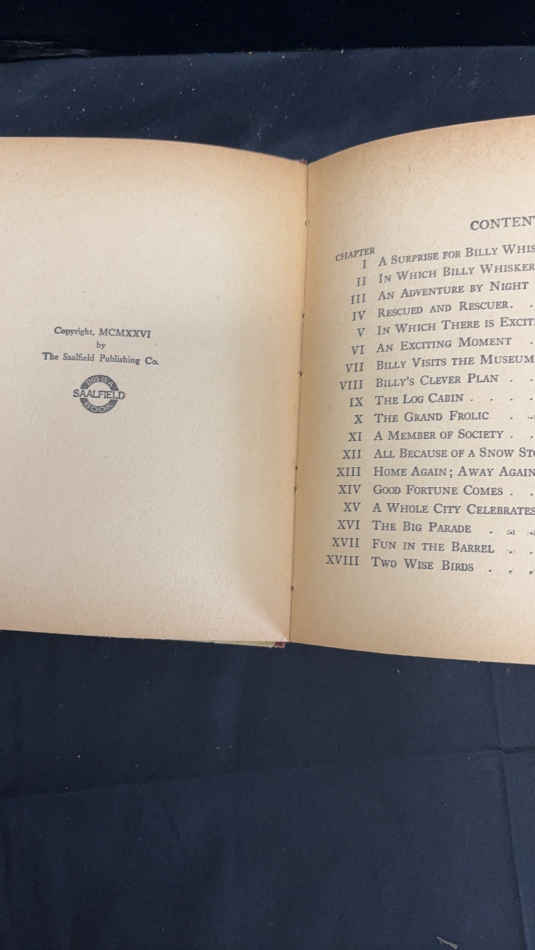 Copyright, MCMXXVI
by
The Saalfield Publishing Co.
SAALFIELD
CHAPTER
I A SURPRISE FOR BILLY
II IN WHICH BILLY WHISKER
III AN ADVENTURE BY NIGHT
IV RESCUED AND RESCUER. .
V IN WHICH THERE IS
VI AN EXCITING MOMENT .
VII BILLY VISITS THE MUSEUM
VIII BILLY'S CLEVER PLAN . .
IX THE LOG CABIN . . . .
X THE GRAND FROLIC . .
XI A MEMBER OF SOCIETY . .
XII ALL BECAUSE OF A SNOW
XIII HOME AGAIN; AWAY AGAIN
XIV GOOD FORTUNE COMES . .
XV A WHOLE CITY CELEBRATES
XVI THE BIG PARADE . . .
XVII FUN IN THE BARREL . .
XVIII TWO WISE BIRDS . . .